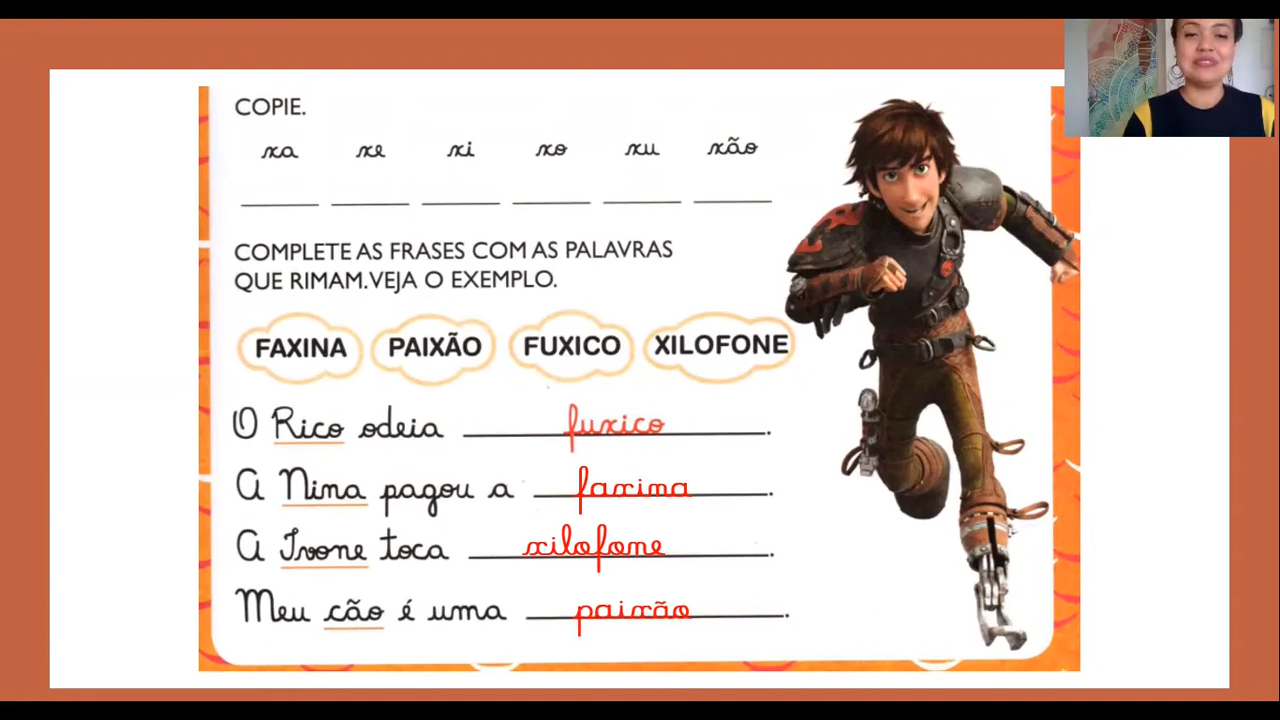 COPIE.
xa xe xi xo xu xão
COMPLETE AS FRASES COM AS PALAVRAS
QUE RIMAM. VEJA O EXEMPLO.
FAXINA PAIXÃO FUXICO XILOFONE
O Rico odeia fuxico.
A Nina pagou a faxina.
A Ivone toca xilofone.
Meu cão é uma paixão.